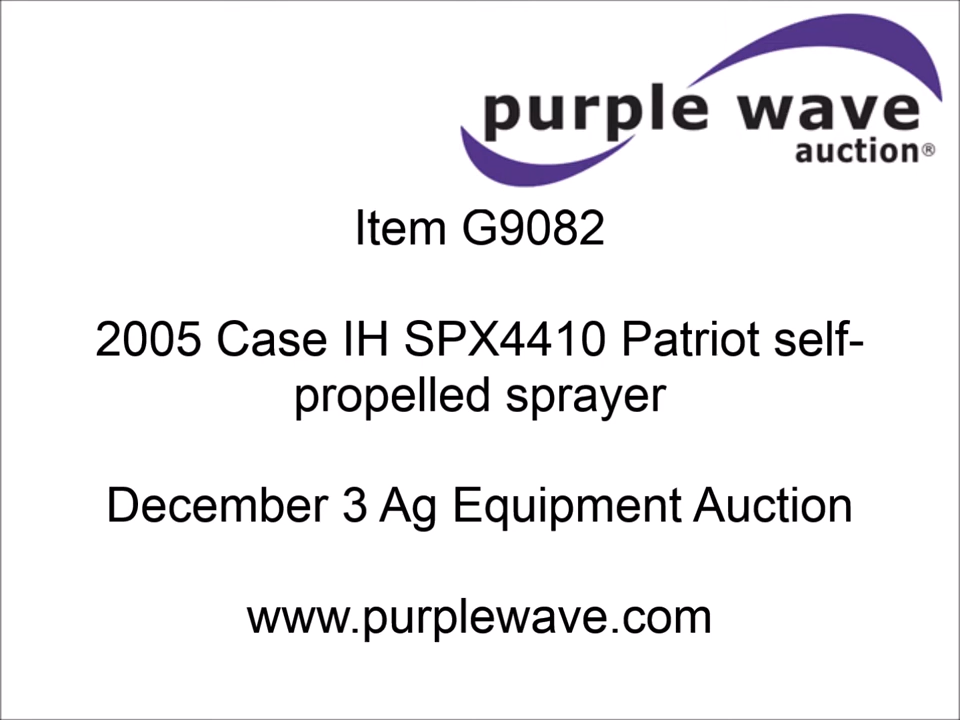 purple wave
auction®
Item G9082
2005 Case IH SPX4410 Patriot self-
propelled sprayer
December 3 Ag Equipment Auction
www.purplewave.com